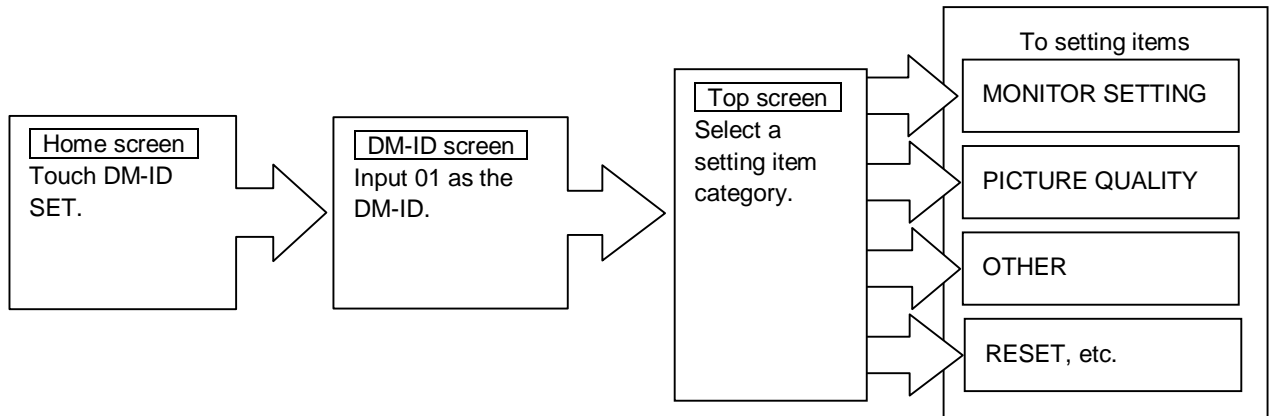 Home screen
Touch DM-ID
SET.
DM-ID screen
Input 01 as the
DM-ID.
Top screen
Select a
setting item
category.
To setting items
MONITOR SETTING
PICTURE QUALITY
OTHER
RESET, etc.